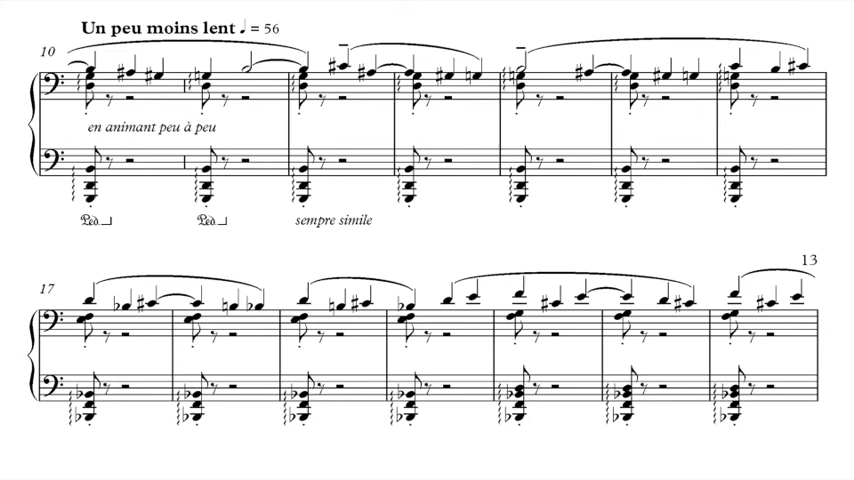 Un peu moins lent ♩ = 56
10
en animant peu à peu
Ped. Ped. sempre simile
13
17